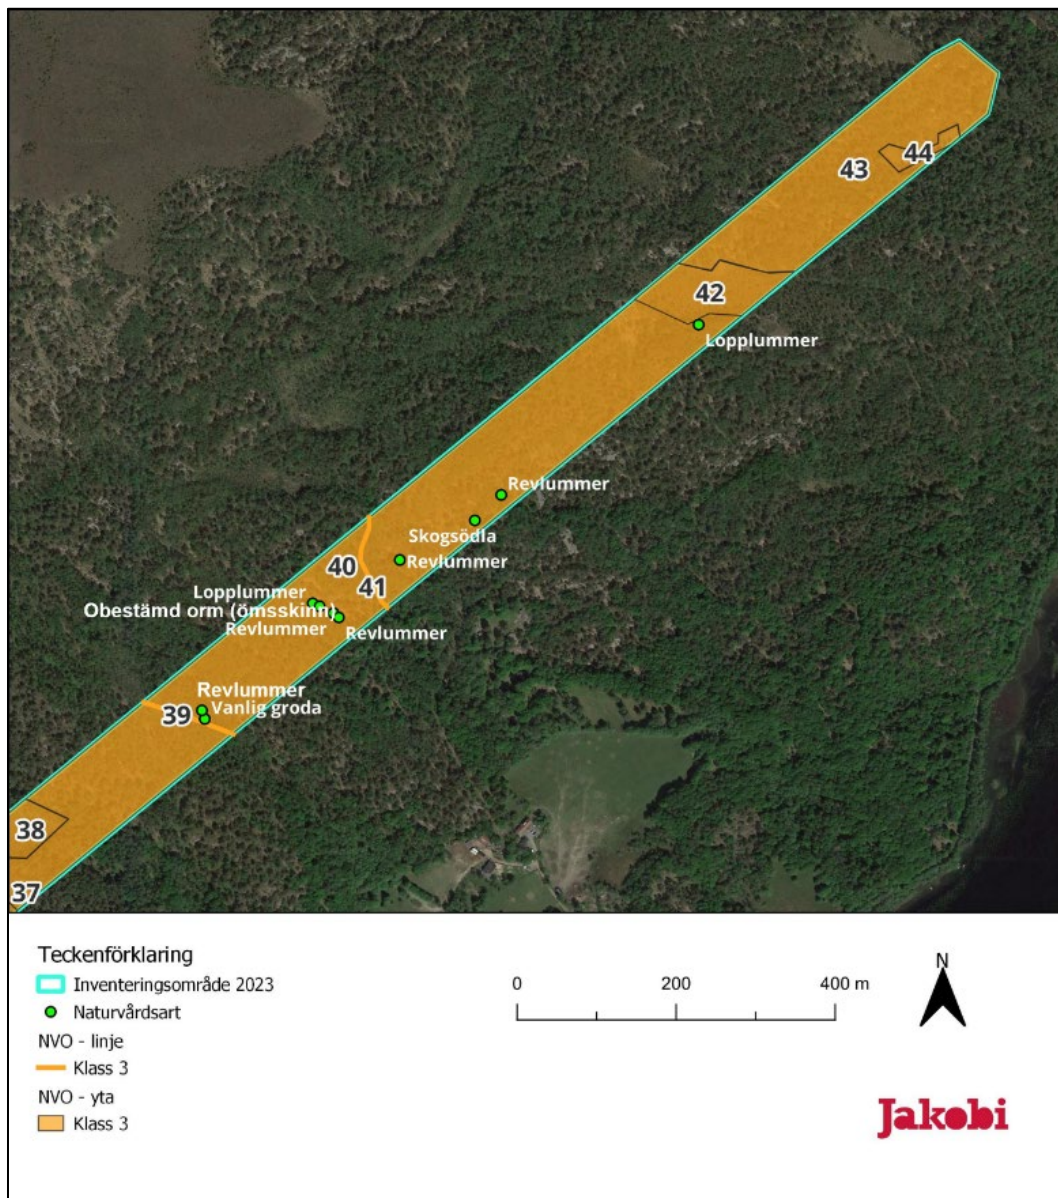 44
43
42
Lopplummer
Revlummer
Skogsödla
40
Revlummer
41
Lopplummer
Obestämd orm (ömsskinn)
Revlummer
Revlummer
Revlummer
39
Vanlig groda
38
37
Teckenförklaring
Inventeringsområde 2023
Naturvårdsart
NVO - linje
Klass 3
NVO - yta
Klass 3
0 200 400 m
N
Jakobi